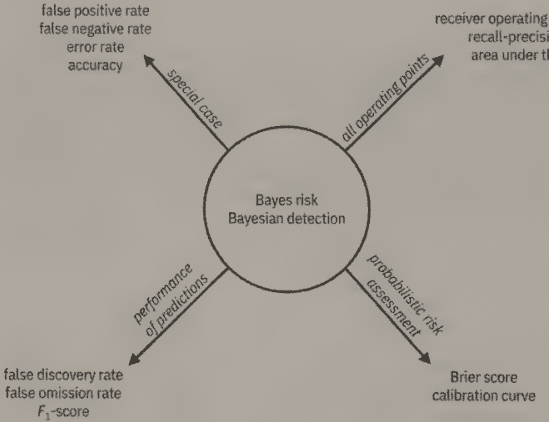 false positive rate
false negative rate
error rate
accuracy
receiver operating
recall-precisi
area under th
special case
all operating points
Bayes risk
Bayesian detection
performance
of predictions
probabilistic risk
assessment
false discovery rate
false omission rate
F₁-score
Brier score
calibration curve